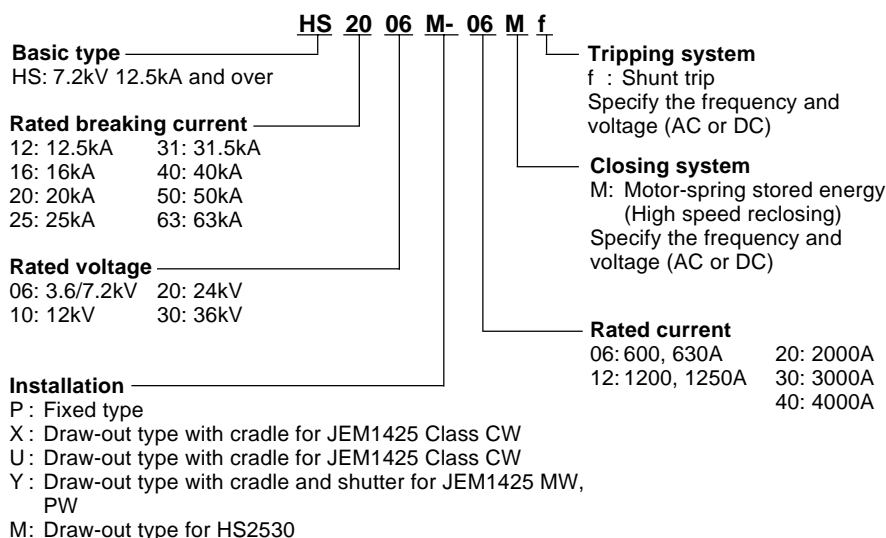 HS 20 06 M- 06 M f
Basic type
HS: 7.2kV 12.5kA and over
Rated breaking current
12: 12.5kA 31: 31.5kA
16: 16kA 40: 40kA
20: 20kA 50: 50kA
25: 25kA 63: 63kA
Rated voltage
06: 3.6/7.2kV 20: 24kV
10: 12kV 30: 36kV
Installation
P : Fixed type
X : Draw-out type with cradle for JEM1425 Class CW
U : Draw-out type with cradle for JEM1425 Class CW
Y : Draw-out type with cradle and shutter for JEM1425 MW,
PW
M: Draw-out type for HS2530
Tripping system
f : Shunt trip
Specify the frequency and
voltage (AC or DC)
Closing system
M: Motor-spring stored energy
(High speed reclosing)
Specify the frequency and
voltage (AC or DC)
Rated current
06: 600, 630A 20: 2000A
12: 1200, 1250A 30: 3000A
40: 4000A